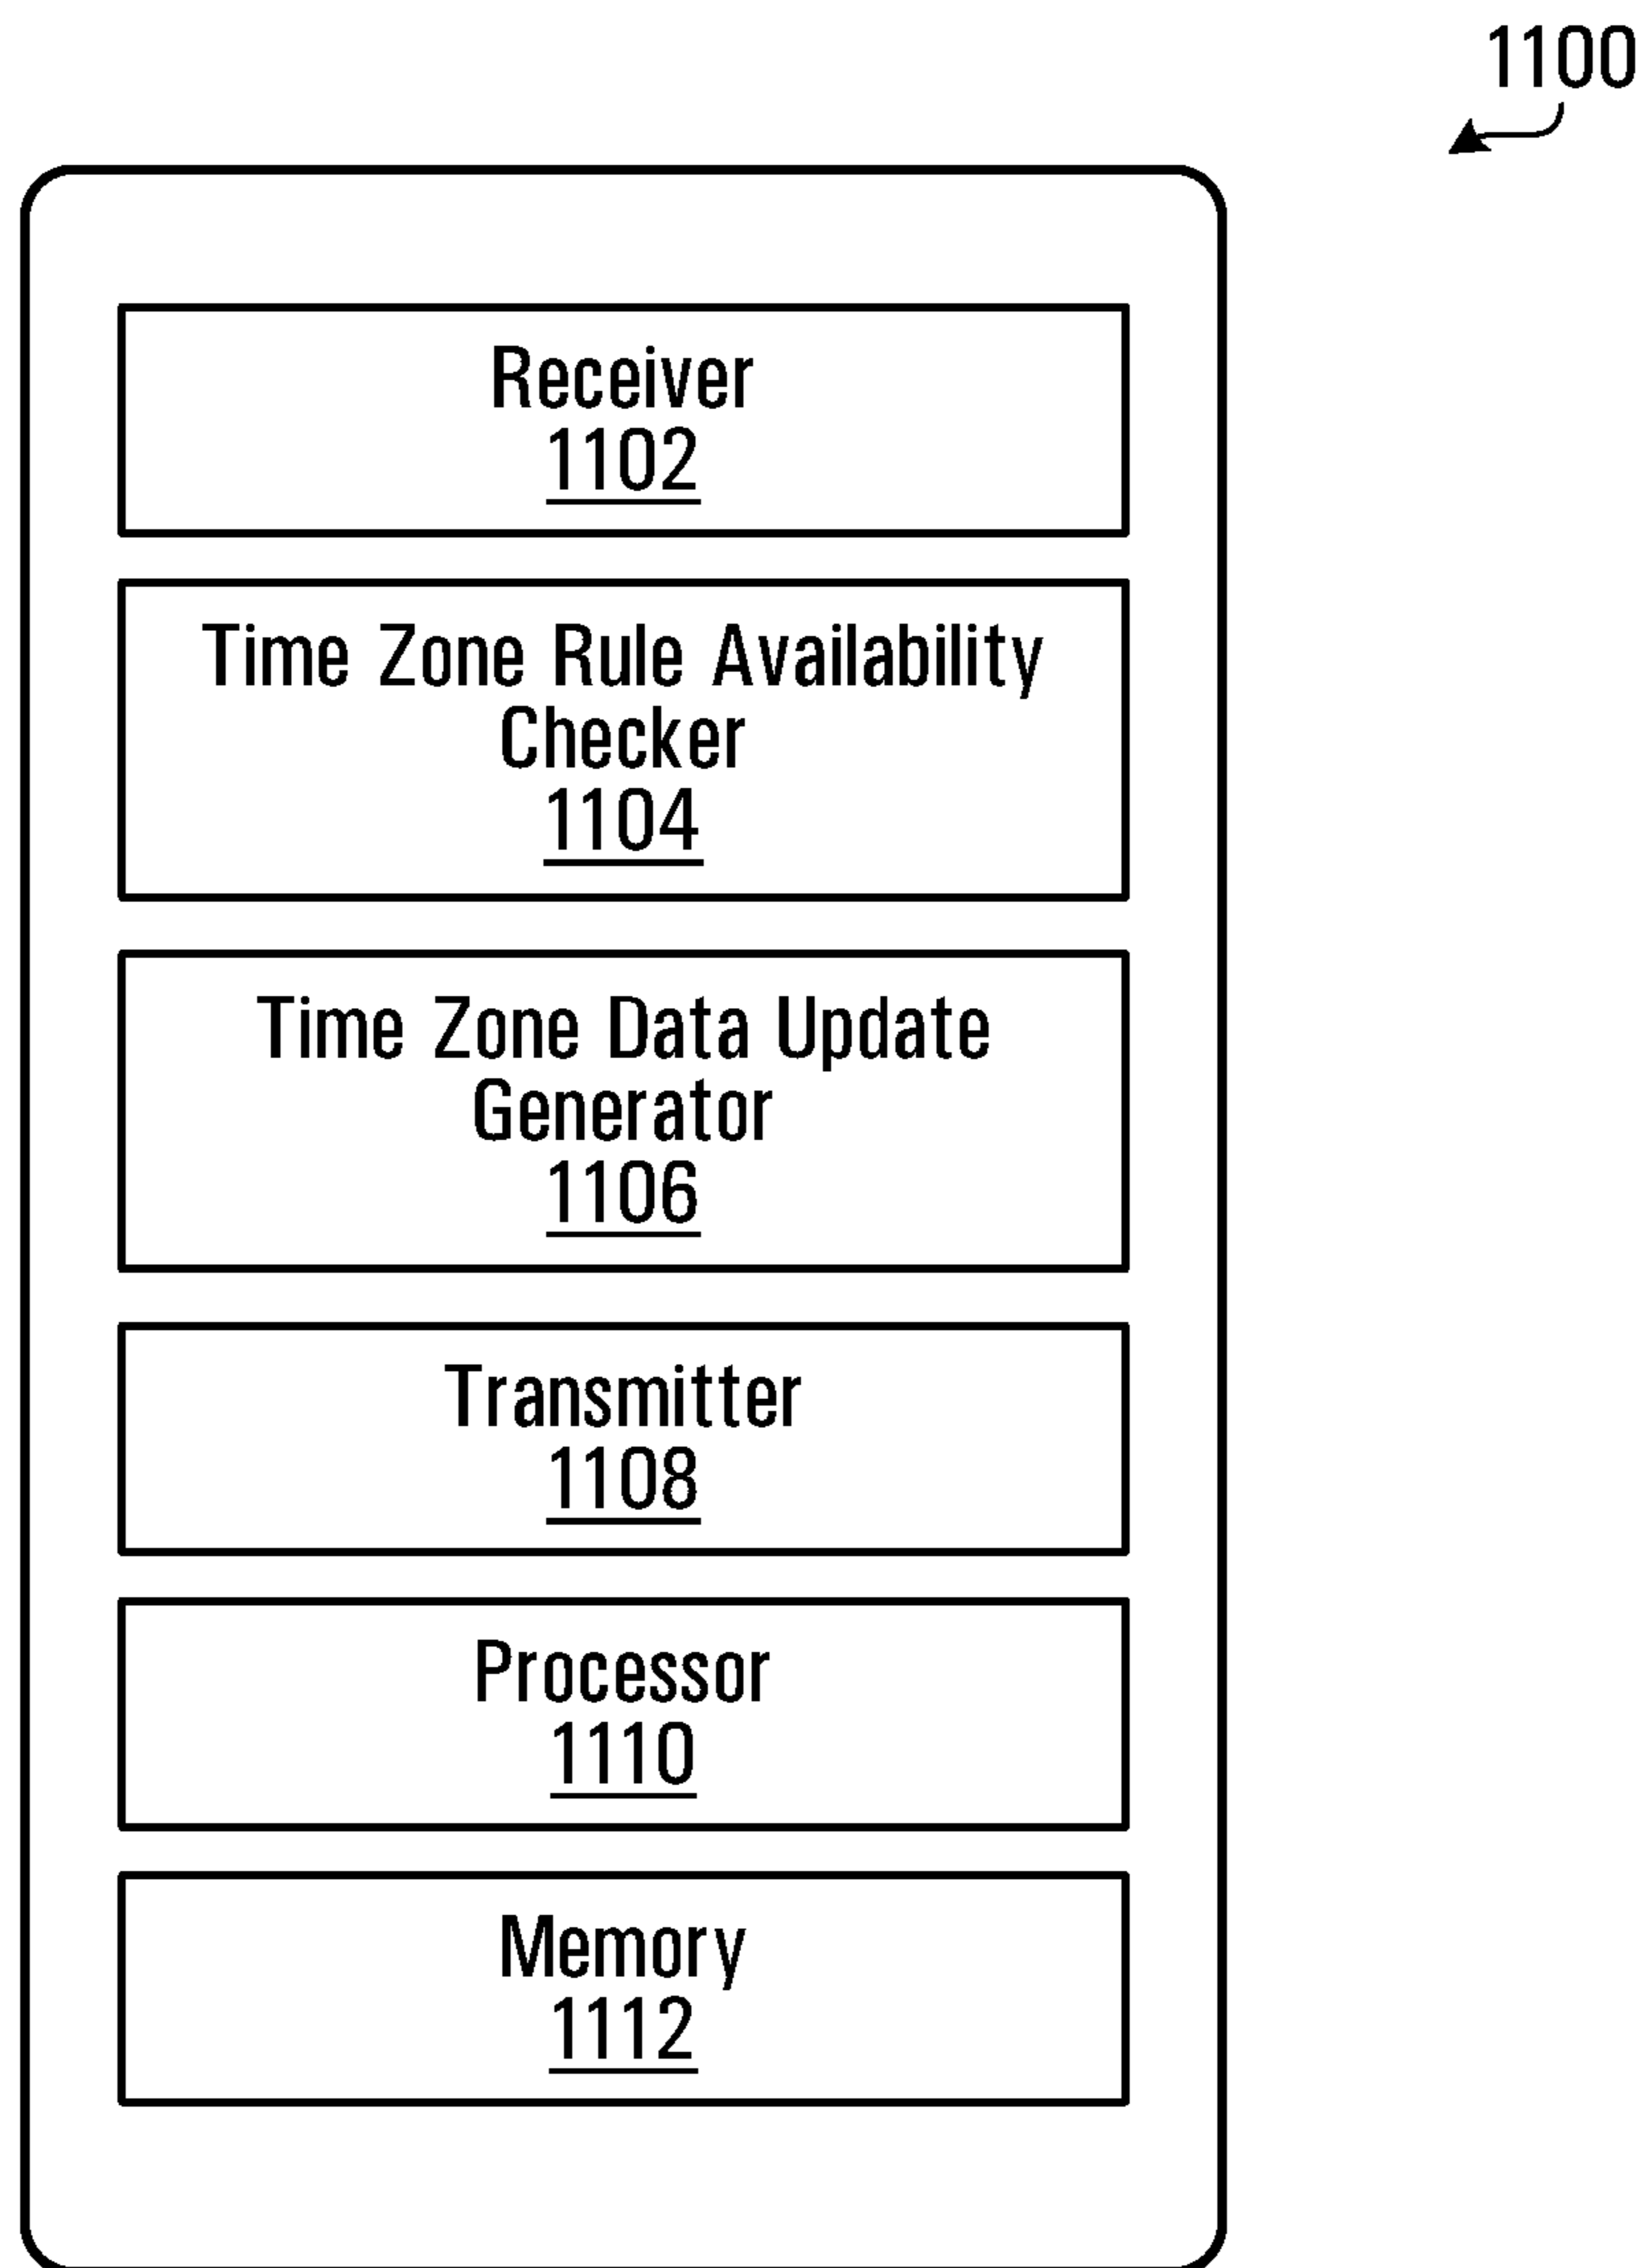 1100
Receiver
1102
Time Zone Rule Availability
Checker
1104
Time Zone Data Update
Generator
1106
Transmitter
1108
Processor
1110
Memory
1112